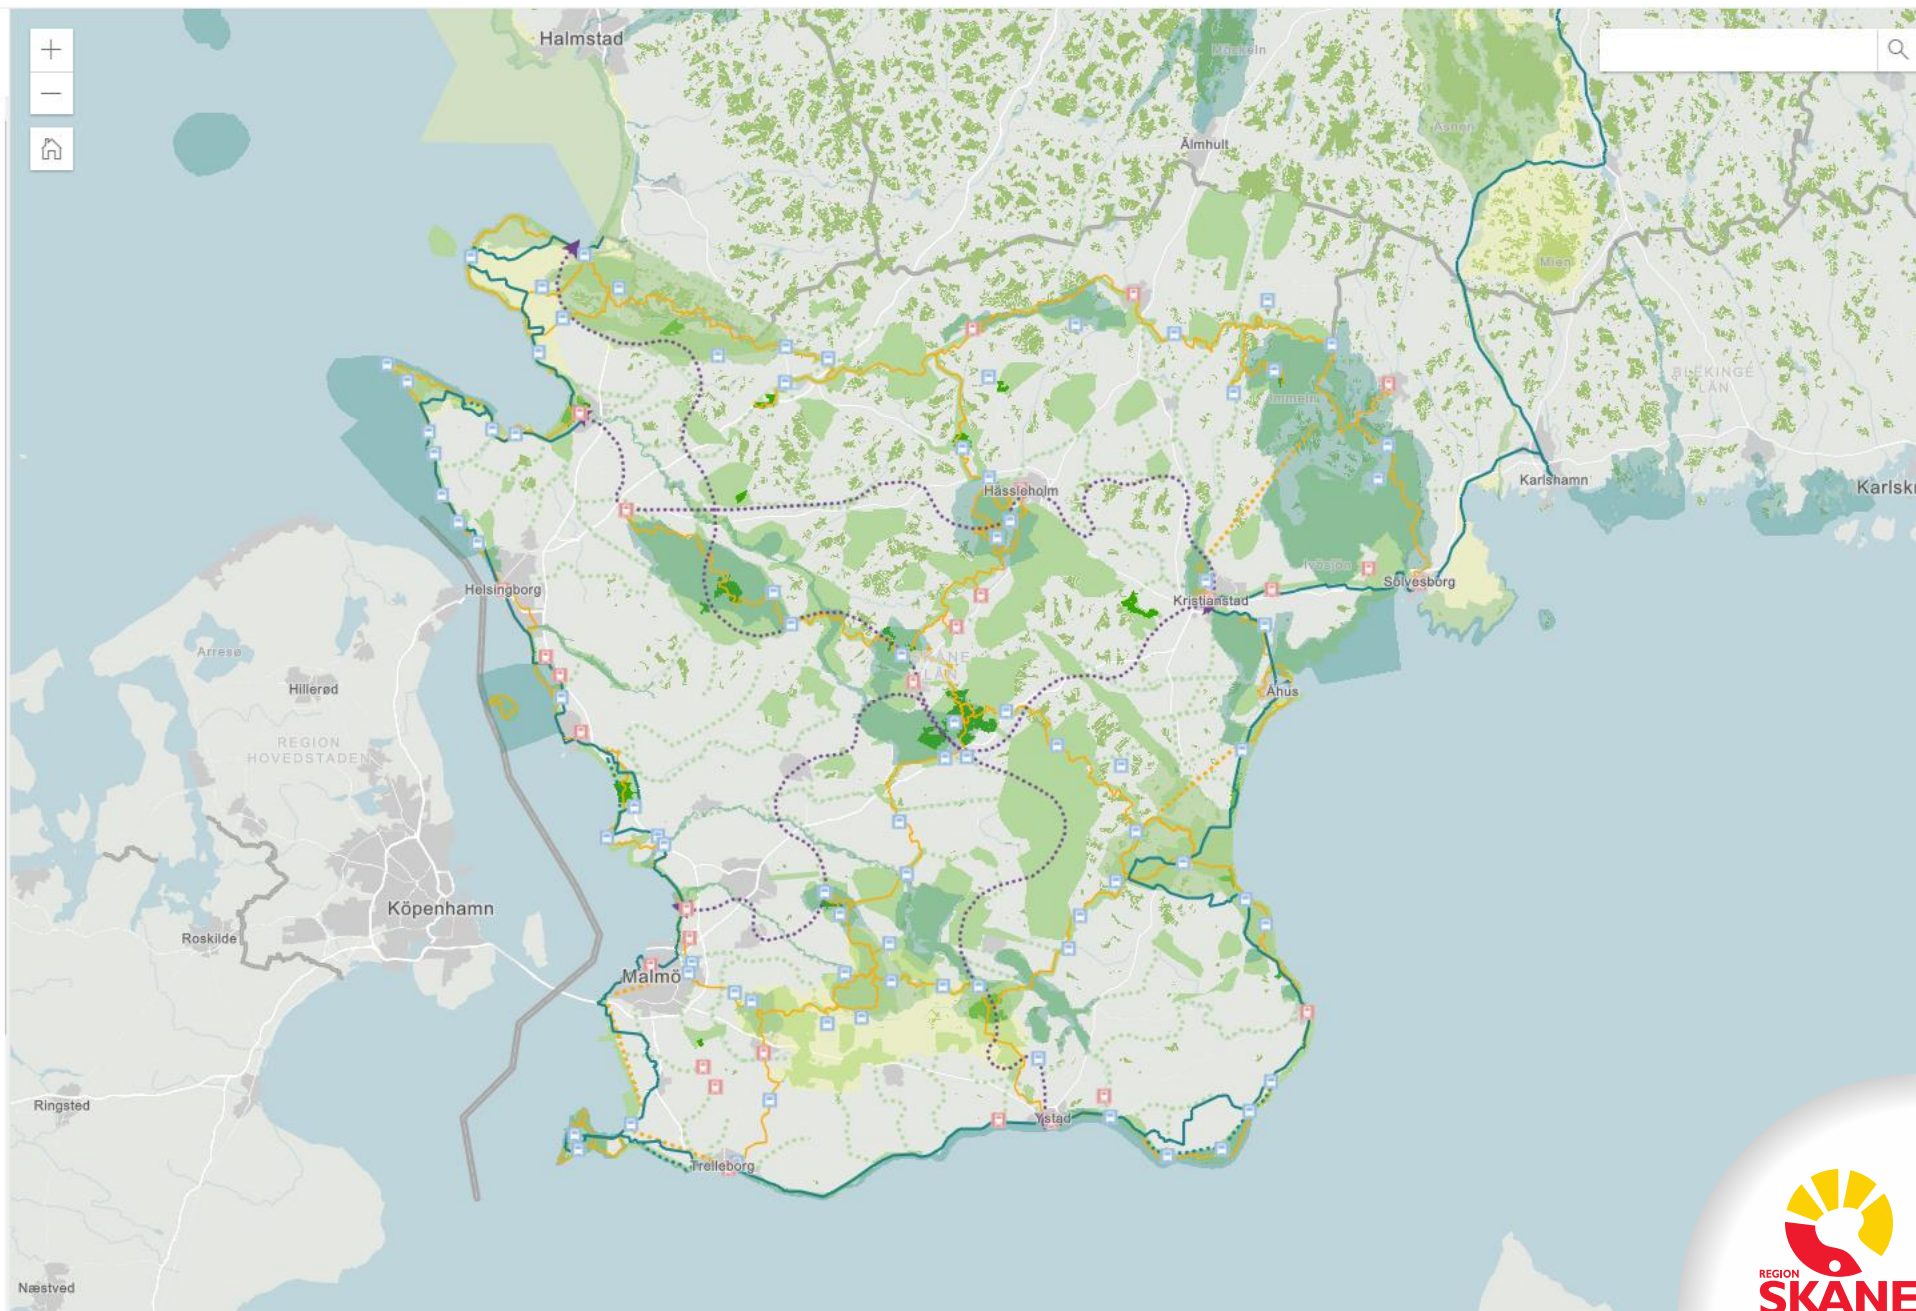 Halmstad
Möckeln
Åsnen
Älmhult
Mien
BLEKINGE
LÄN
Immeln
Karlshamn
Hässleholm
Ivösjön
Sölvesborg
Helsingborg
Kristianstad
Arresø
SKÅNE
LÄN
Hillerød
Åhus
REGION
HOVEDSTADEN
Köpenhamn
Roskilde
Malmö
Ringsted
Ystad
Trelleborg
Næstved
REGION
SKÅNE